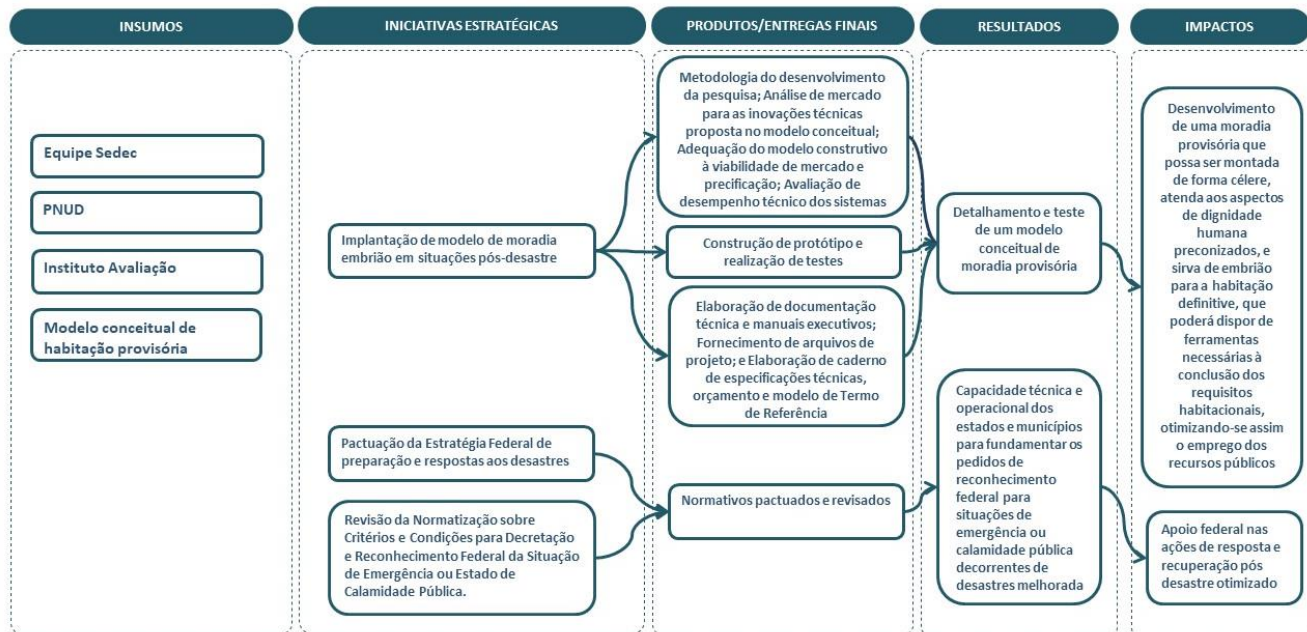 INSUMOS
Equipe Sedec
PNUD
Instituto Avaliação
Modelo conceitual de
habitação provisória
INICIATIVAS ESTRATÉGICAS
Implantação de modelo de moradia
embrião em situações pós-desastre
Pactuação da Estratégia Federal de
preparação e respostas aos desastres
Revisão da Normatização sobre
Critérios e Condições para Decretação
e Reconhecimento Federal da Situação
de Emergência ou Estado de
Calamidade Pública.
PRODUTOS/ENTREGAS FINAIS
Metodologia do desenvolvimento
da pesquisa; Análise de mercado
para as inovações técnicas
proposta no modelo conceitual;
Adequação do modelo construtivo
à viabilidade de mercado e
precificação; Avaliação de
desempenho técnico dos sistemas
Construção de protótipo e
realização de testes
Elaboração de documentação
técnica e manuais executivos;
Fornecimento de arquivos de
projeto; e Elaboração de caderno
de especificações técnicas,
orçamento e modelo de Termo de
Referência
Normativos pactuados e revisados
RESULTADOS
Detalhamento e teste
de um modelo
conceitual de
moradia provisória
Capacidade técnica e
operacional dos
estados e municípios
para fundamentar os
pedidos de
reconhecimento
federal para
situações de
emergência ou
calamidade pública
decorrentes de
desastres melhorada
IMPACTOS
Desenvolvimento
de uma moradia
provisória que
possa ser montada
de forma célere,
atenda aos aspectos
de dignidade
humana
preconizados, e
sirva de embrião
para a habitação
definitive, que
poderá dispor de
ferramentas
necessárias à
conclusão dos
requisitos
habitacionais,
otimizando-se assim
o emprego dos
recursos públicos
Apoio federal nas
ações de resposta e
recuperação pós
desastre otimizado